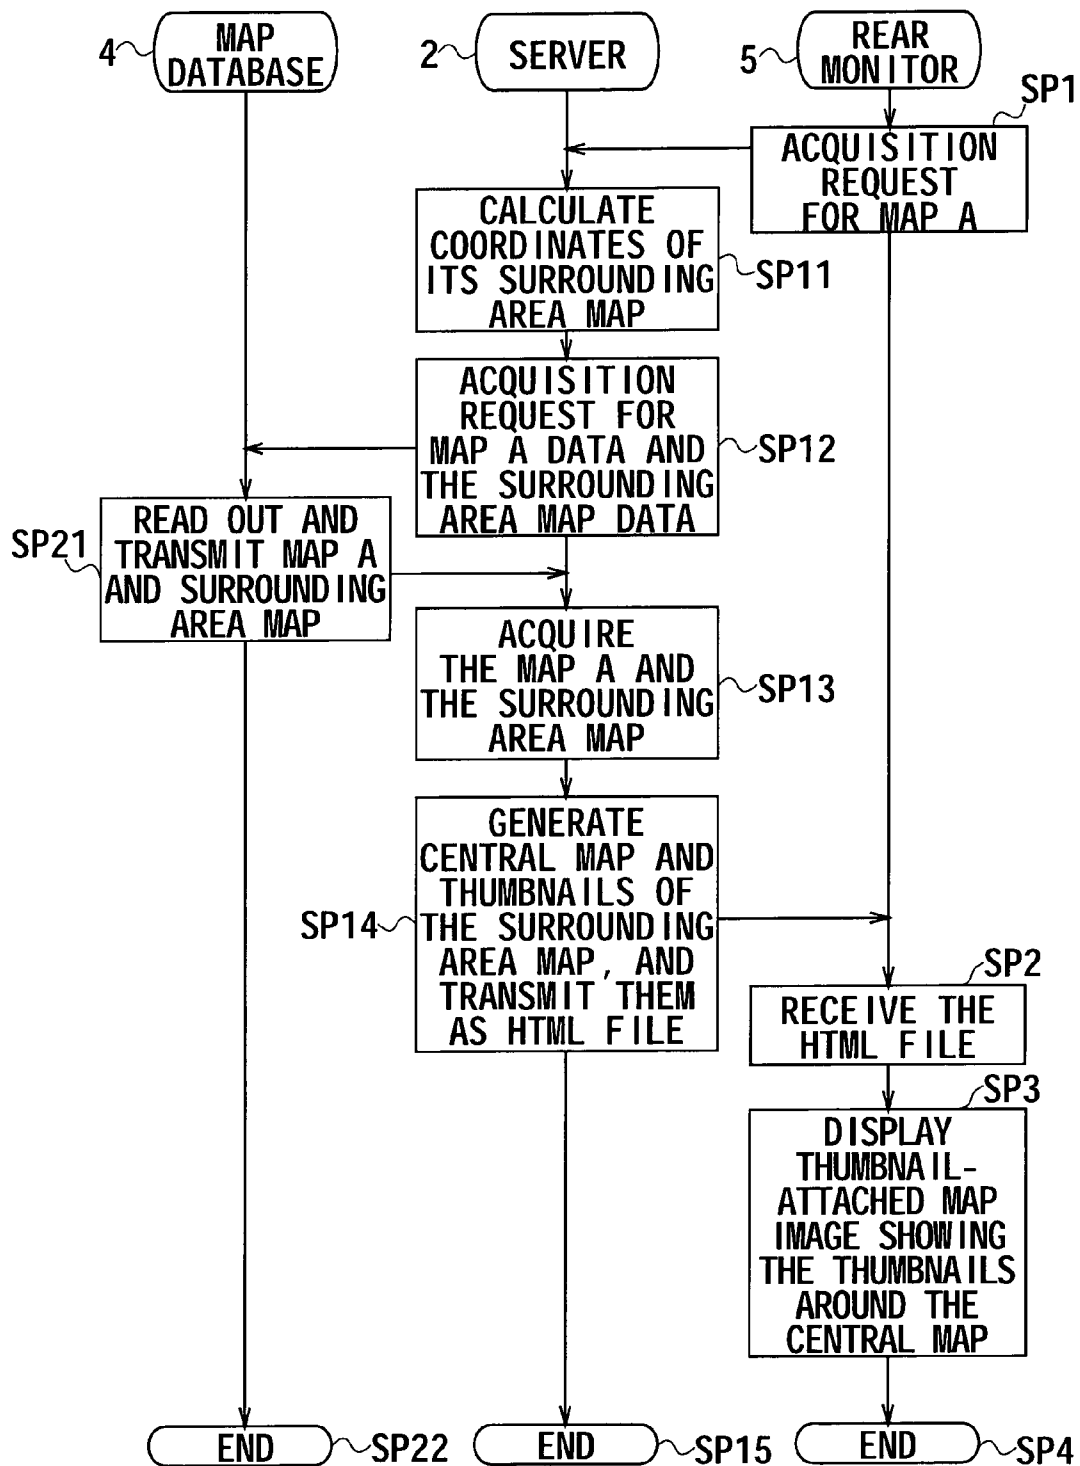 4
MAP
DATABASE
2
SERVER
5
REAR
MONITOR
SP1
ACQUISITION
REQUEST
FOR MAP A
CALCULATE
COORDINATES OF
ITS SURROUNDING
AREA MAP
SP11
ACQUISITION
REQUEST FOR
MAP A DATA AND
THE SURROUNDING
AREA MAP DATA
SP12
SP21
READ OUT AND
TRANSMIT MAP A
AND SURROUNDING
AREA MAP
ACQUIRE
THE MAP A AND
THE SURROUNDING
AREA MAP
SP13
SP14
GENERATE
CENTRAL MAP AND
THUMBNAILS OF
THE SURROUNDING
AREA MAP, AND
TRANSMIT THEM
AS HTML FILE
SP2
RECEIVE THE
HTML FILE
SP3
DISPLAY
THUMBNAIL-
ATTACHED MAP
IMAGE SHOWING
THE THUMBNAILS
AROUND THE
CENTRAL MAP
END
SP22
END
SP15
END
SP4